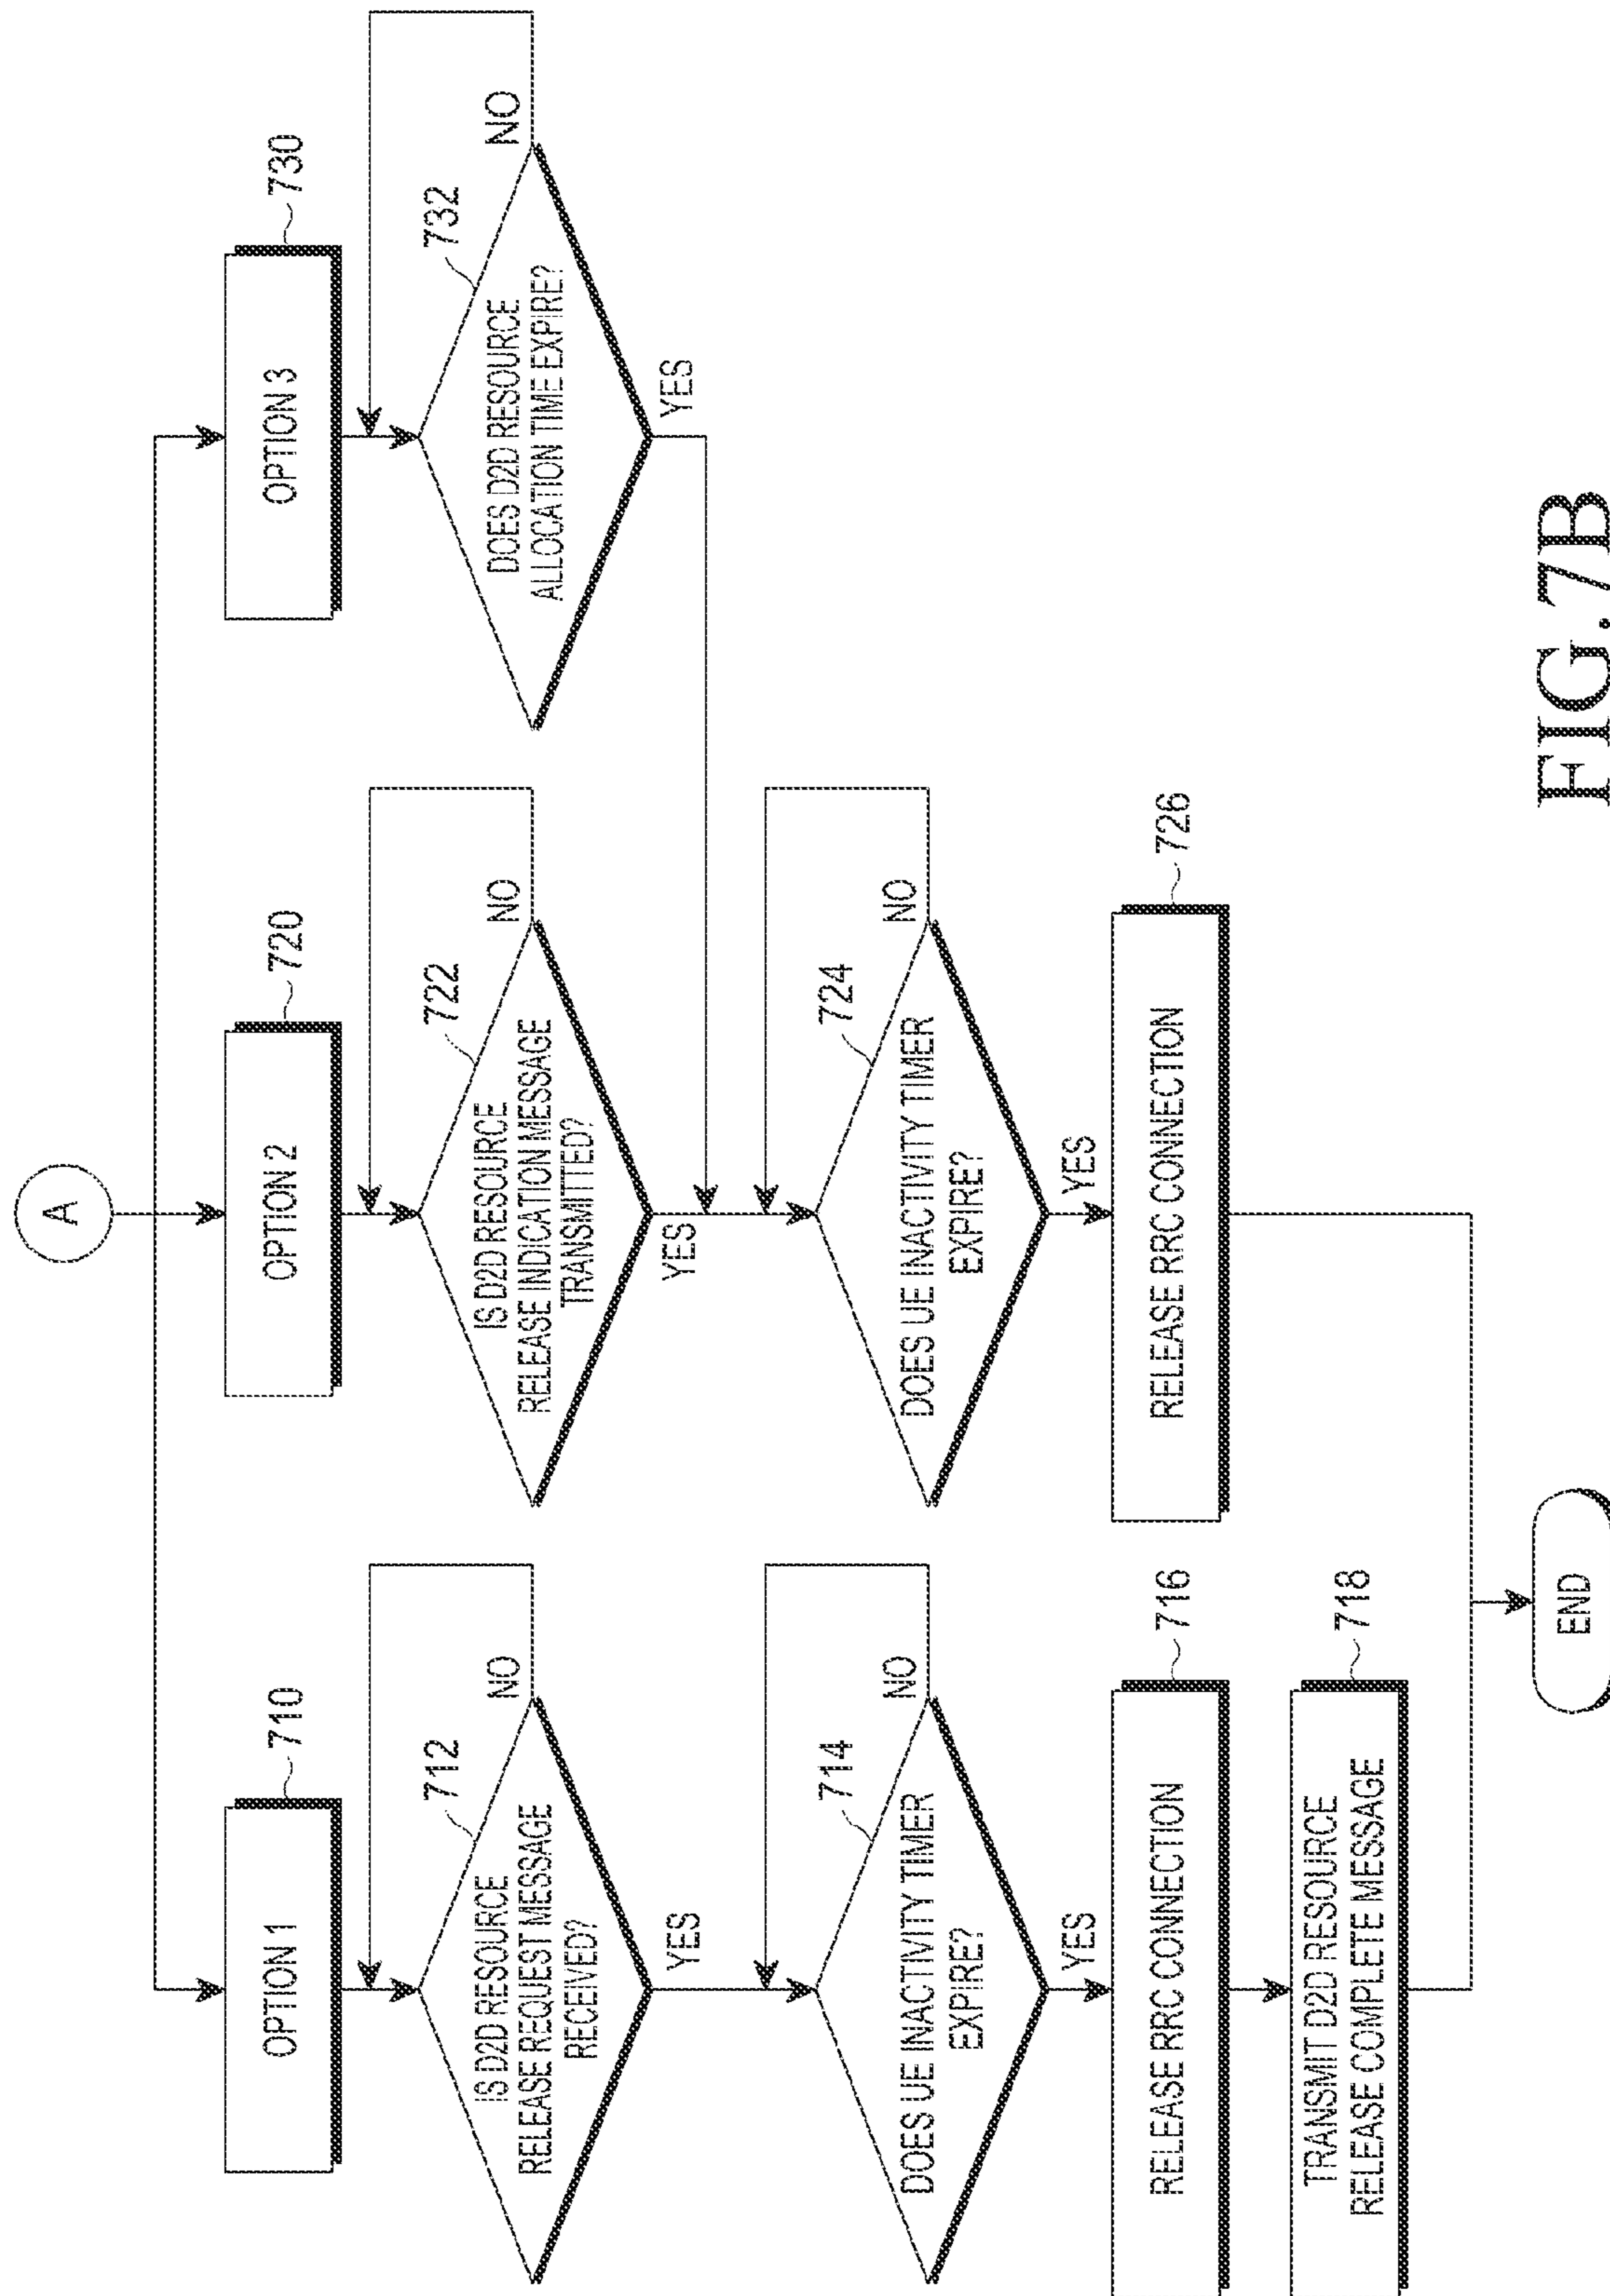 A
OPTION 1
710
IS D2D RESOURCE
RELEASE REQUEST MESSAGE
RECEIVED?
712
NO
YES
DOES UE INACTIVITY TIMER
EXPIRE?
714
NO
YES
RELEASE RRC CONNECTION
716
TRANSMIT D2D RESOURCE
RELEASE COMPLETE MESSAGE
718
OPTION 2
720
IS D2D RESOURCE
RELEASE INDICATION MESSAGE
TRANSMITTED?
722
NO
YES
DOES UE INACTIVITY TIMER
EXPIRE?
724
NO
YES
RELEASE RRC CONNECTION
726
OPTION 3
730
DOES D2D RESOURCE
ALLOCATION TIME EXPIRE?
732
NO
YES
END
FIG.7B